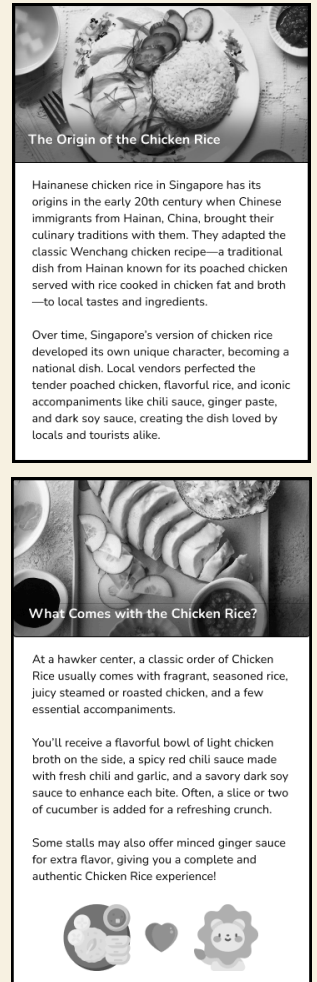 The Origin of the Chicken Rice
Hainanese chicken rice in Singapore has its
origins in the early 20th century when Chinese
immigrants from Hainan, China, brought their
culinary traditions with them. They adapted the
classic Wenchang chicken recipe—a traditional
dish from Hainan known for its poached chicken
served with rice cooked in chicken fat and broth
—to local tastes and ingredients.
Over time, Singapore’s version of chicken rice
developed its own unique character, becoming a
national dish. Local vendors perfected the
tender poached chicken, flavorful rice, and iconic
accompaniments like chili sauce, ginger paste,
and dark soy sauce, creating the dish loved by
locals and tourists alike.
What Comes with the Chicken Rice?
At a hawker center, a classic order of Chicken
Rice usually comes with fragrant, seasoned rice,
juicy steamed or roasted chicken, and a few
essential accompaniments.
You’ll receive a flavorful bowl of light chicken
broth on the side, a spicy red chili sauce made
with fresh chili and garlic, and a savory dark soy
sauce to enhance each bite. Often, a slice or two
of cucumber is added for a refreshing crunch.
Some stalls may also offer minced ginger sauce
for extra flavor, giving you a complete and
authentic Chicken Rice experience!